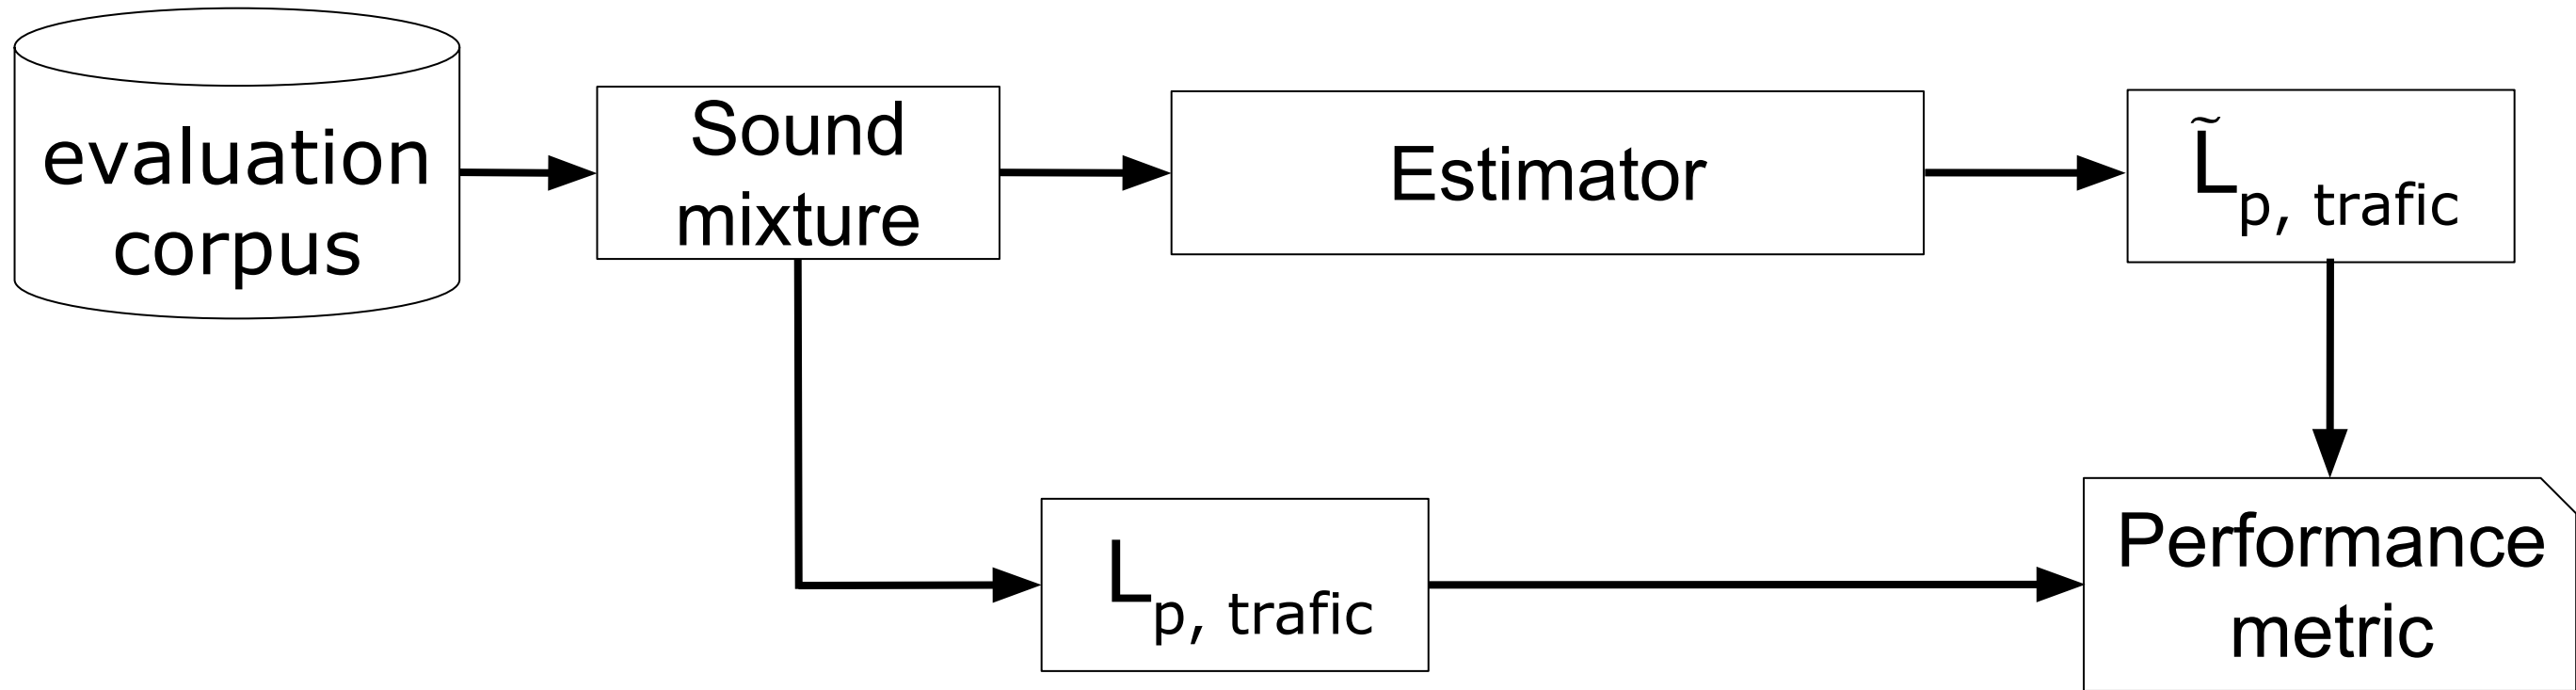 evaluation
corpus
Sound
mixture
Estimator
L̃p, trafic
Lp, trafic
Performance
metric